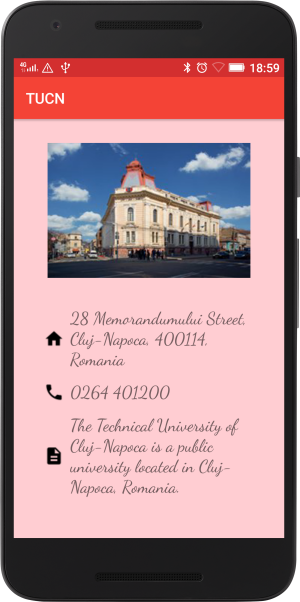 4G
18:59
TUCN
28 Memorandumului Street,
Cluj-Napoca, 400114,
Romania
0264 401200
The Technical University of
Cluj-Napoca is a public
university located in Cluj-
Napoca, Romania.